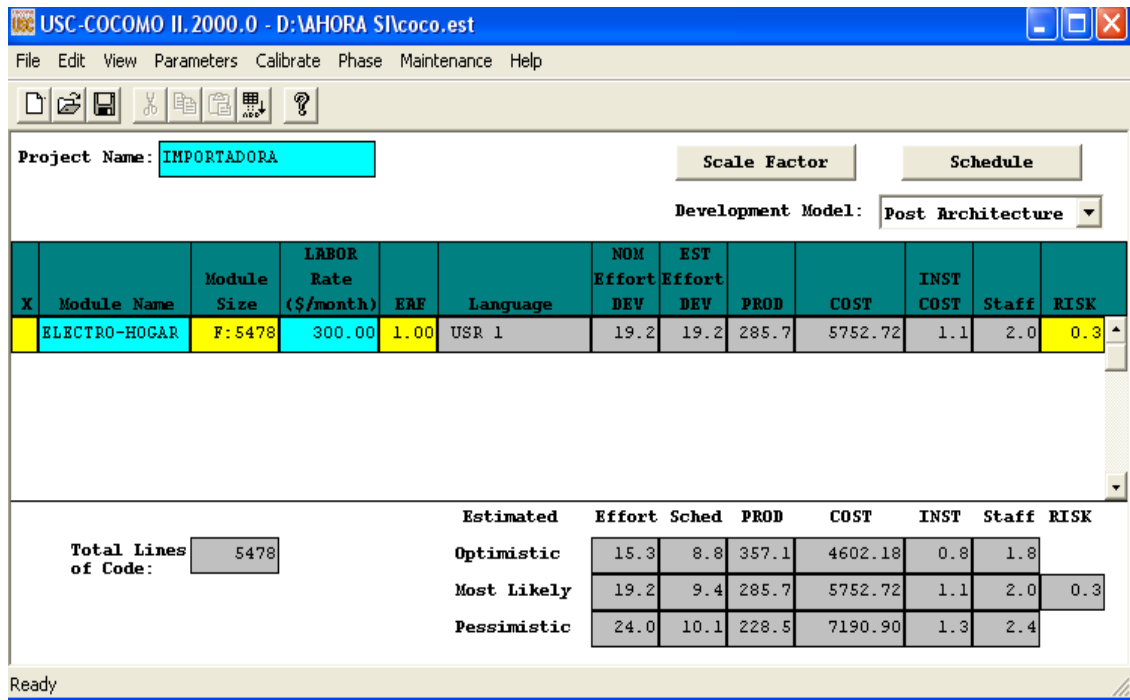 USC-COCOMO II.2000.0 - D:\AHORA SI\coco.est
File Edit View Parameters Calibrate Phase Maintenance Help
Project Name: IMPORTADORA
Scale Factor Schedule
Development Model: Post Architecture
X Module Name Module Size LABOR Rate ($/month) EAF Language NOM Effort DEV EST Effort DEV PROD COST INST COST Staff RISK
ELECTRO-HOGAR F:5478 300.00 1.00 USR 1 19.2 19.2 285.7 5752.72 1.1 2.0 0.3
Estimated Effort Sched PROD COST INST Staff RISK
Total Lines of Code: 5478
Optimistic 15.3 8.8 357.1 4602.18 0.8 1.8
Most Likely 19.2 9.4 285.7 5752.72 1.1 2.0 0.3
Pessimistic 24.0 10.1 228.5 7190.90 1.3 2.4
Ready